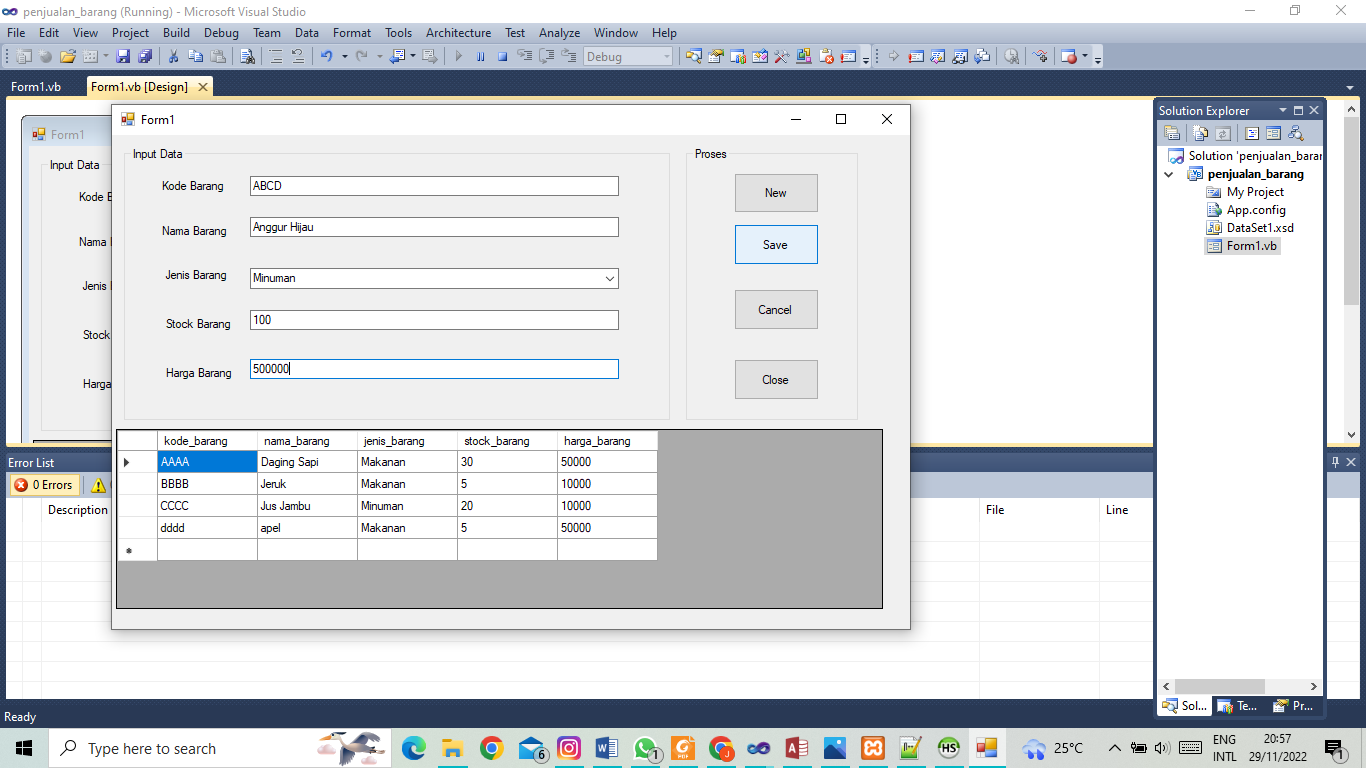 penjualan_barang (Running) - Microsoft Visual Studio
File Edit View Project Build Debug Team Data Format Tools Architecture Test Analyze Window Help
Debug
Form1.vb Form1.vb [Design]
Form1
Input Data
Kode B
Nama
Jenis
Stock
Harga
Form1
Input Data
Kode Barang ABCD
Nama Barang Anggur Hijau
Jenis Barang Minuman
Stock Barang 100
Harga Barang 500000
Proses
New
Save
Cancel
Close
kode_barang nama_barang jenis_barang stock_barang harga_barang
AAAA Daging Sapi Makanan 30 50000
BBBB Jeruk Makanan 5 10000
CCCC Jus Jambu Minuman 20 10000
dddd apel Makanan 5 50000
*
Solution Explorer
Solution 'penjualan_baran
penjualan_barang
My Project
App.config
DataSet1.xsd
Form1.vb
Sol... Te... Pr...
Error List
0 Errors
Description File Line
Ready
Type here to search
6
1
PDF
HS
25°C
ENG
INTL
20:57
29/11/2022
1